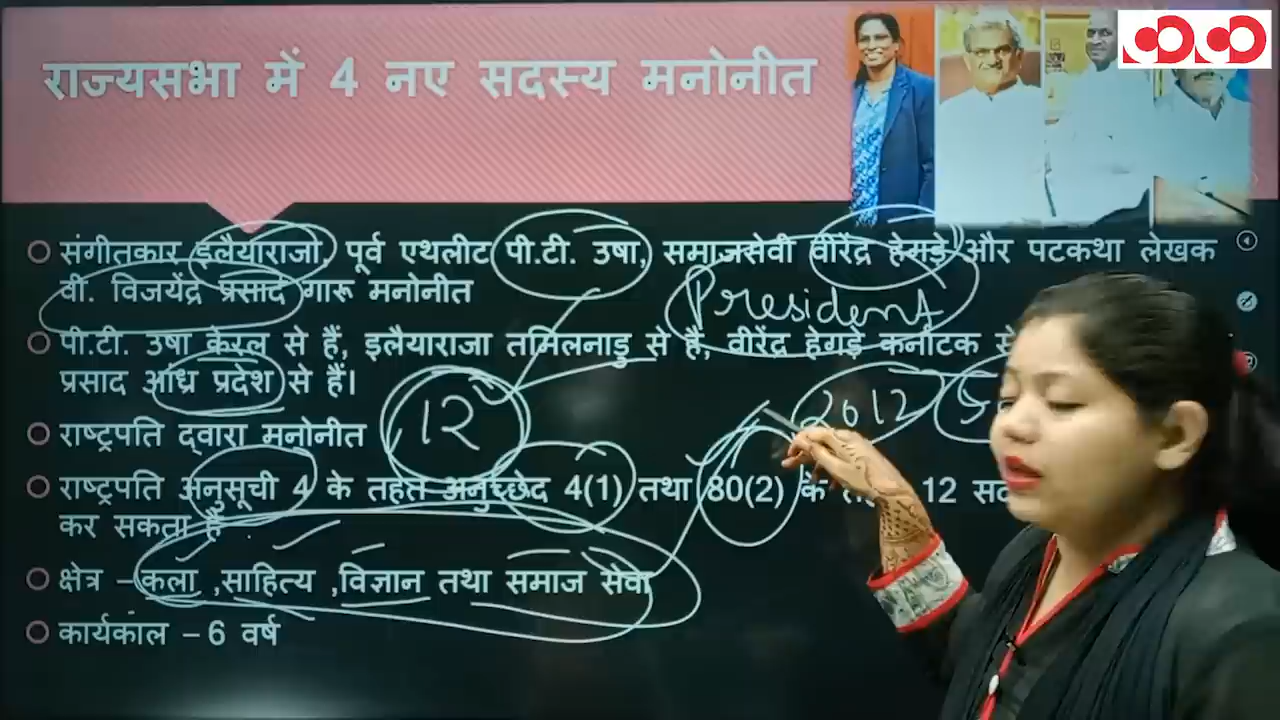 राज्यसभा में 4 नए सदस्य मनोनीत
संगीतकार इलैयाराजा, पूर्व एथलीट पी.टी. उषा, समाजसेवी वीरेंद्र हेगड़े और पटकथा लेखक
वी. विजयेंद्र प्रसाद गारू मनोनीत
President
पी.टी. उषा केरल से हैं, इलैयाराजा तमिलनाडु से हैं, वीरेंद्र हेगड़े कर्नाटक से
प्रसाद आंध्र प्रदेश से हैं।
12
2012
राष्ट्रपति द्वारा मनोनीत
राष्ट्रपति अनुसूची 4 के तहत अनुच्छेद 4(1) तथा 80(2) के 12
कर सकता है
क्षेत्र – कला ,साहित्य ,विज्ञान तथा समाज सेवा
कार्यकाल – 6 वर्ष